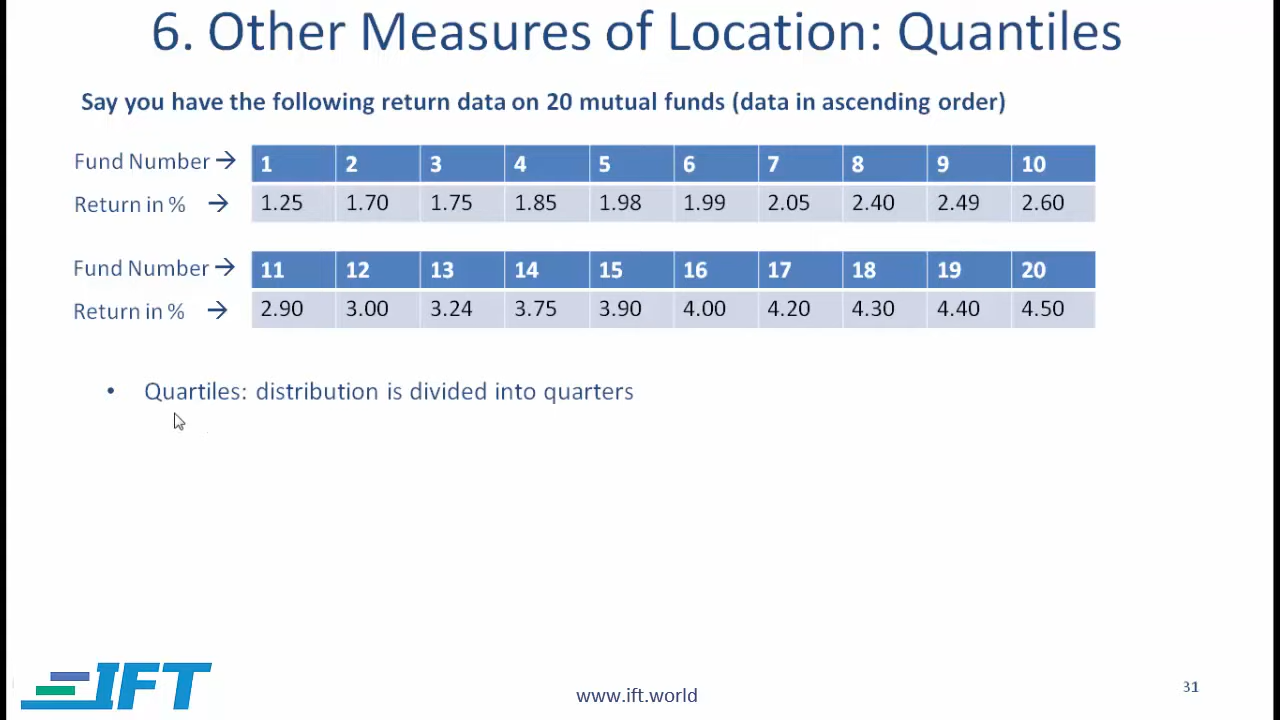 6. Other Measures of Location: Quantiles
Say you have the following return data on 20 mutual funds (data in ascending order)
Fund Number → 1 2 3 4 5 6 7 8 9 10
Return in % → 1.25 1.70 1.75 1.85 1.98 1.99 2.05 2.40 2.49 2.60
Fund Number → 11 12 13 14 15 16 17 18 19 20
Return in % → 2.90 3.00 3.24 3.75 3.90 4.00 4.20 4.30 4.40 4.50
• Quartiles: distribution is divided into quarters
IFT
www.ift.world
31